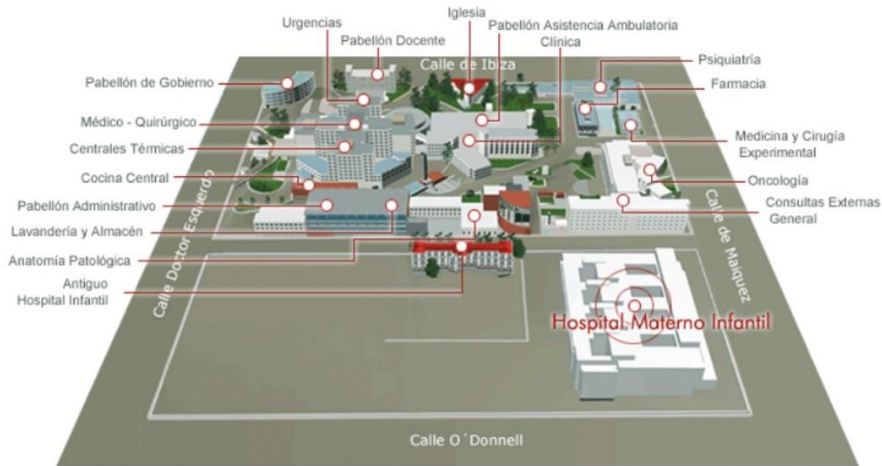 Iglesia
Urgencias
Pabellón Asistencia Ambulatoria
Pabellón Docente
Clínica
Calle de Ibiza
Psiquiatría
Pabellón de Gobierno
Farmacia
Médico - Quirúrgico
Medicina y Cirugía
Experimental
Centrales Térmicas
Cocina Central
Oncología
Pabellón Administrativo
Consultas Externas
General
Lavandería y Almacén
Anatomía Patológica
Antiguo
Hospital Infantil
Calle Doctor Esquerdo
Calle de Maiquez
Hospital Materno Infantil
Calle O´Donnell